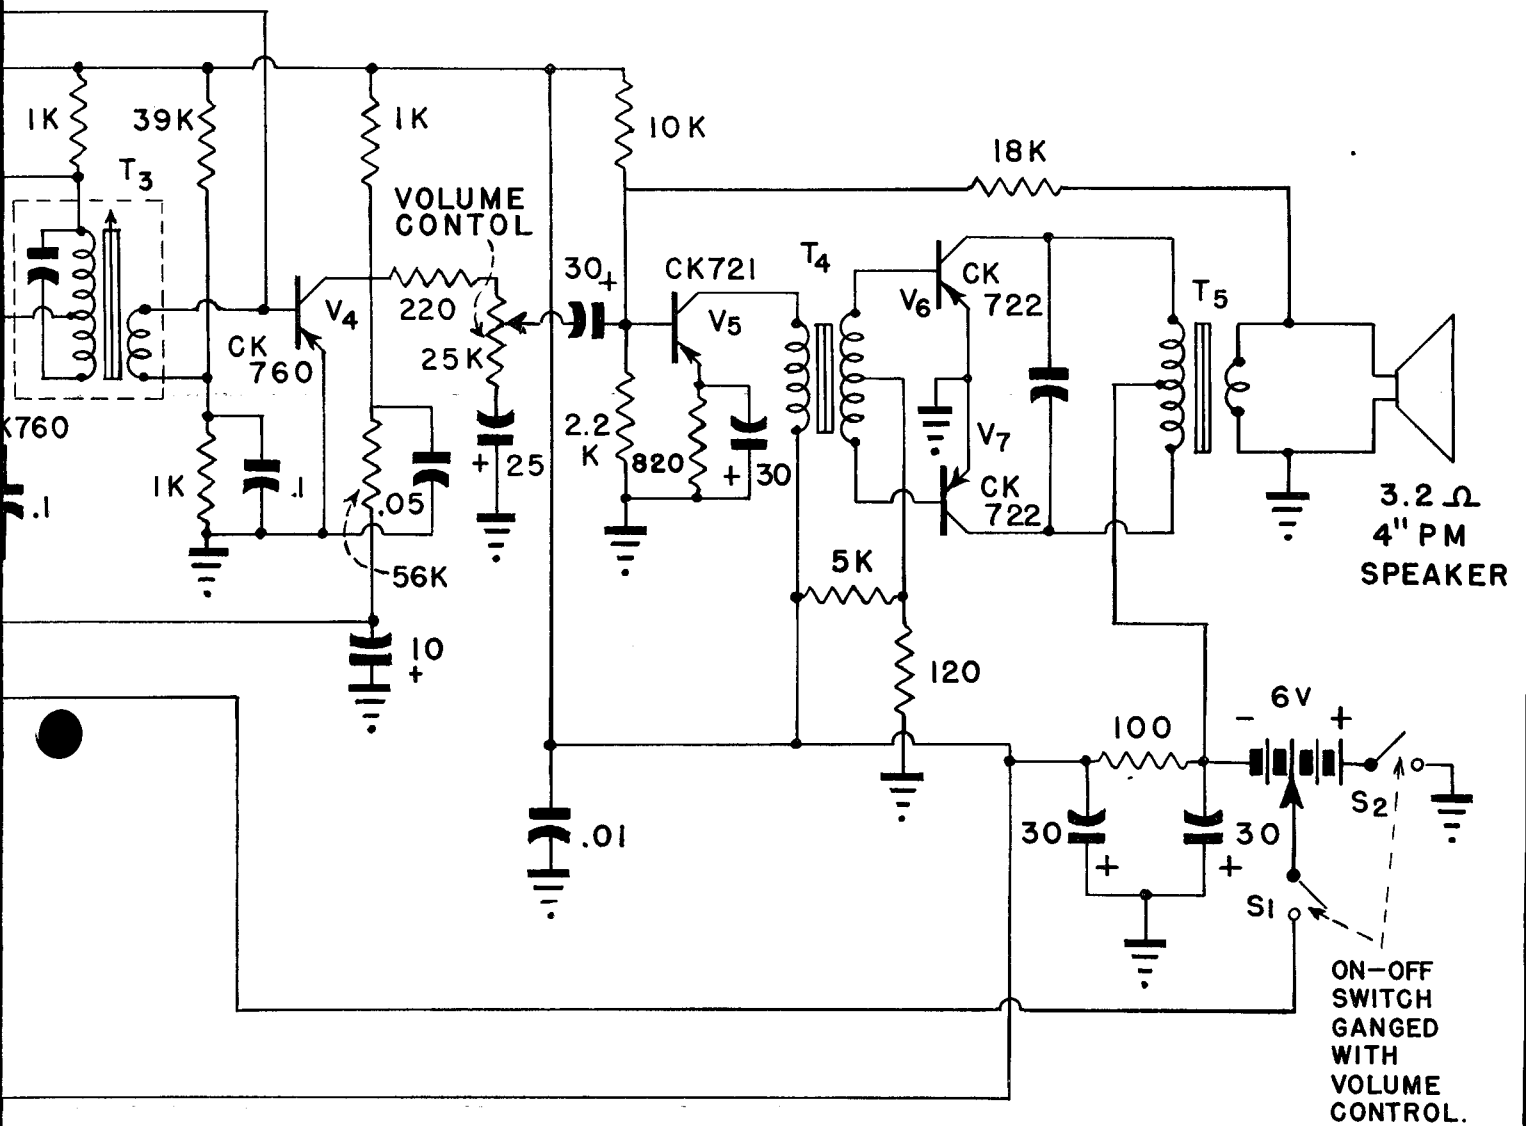 1K
39K
1K
10K
18K
T3
VOLUME
CONTOL
30+
CK721
T4
CK
722
V6
T5
V4
220
V5
CK
760
25K
K760
2.2
K
820
+ 30
V7
+ 25
CK
722
1K
.1
.05
.1
3.2 Ω
4" PM
SPEAKER
56K
5K
10
+
120
6V
- +
100
S2
.01
30
+
30
+
S1
ON-OFF
SWITCH
GANGED
WITH
VOLUME
CONTROL.